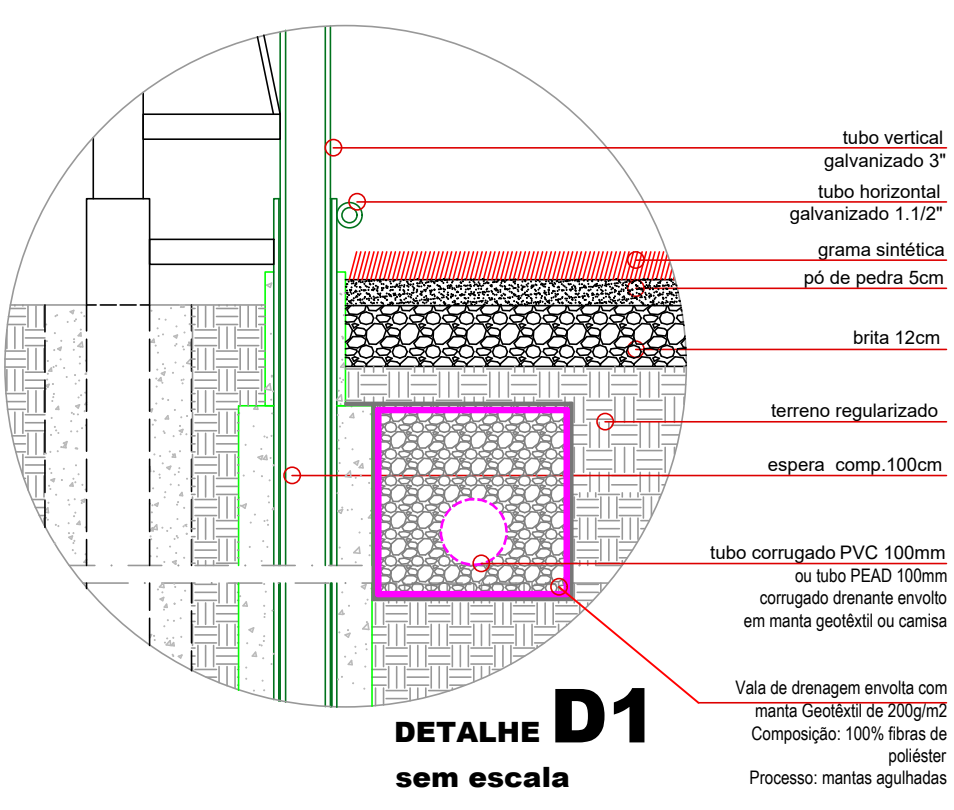 tubo vertical
galvanizado 3"
tubo horizontal
galvanizado 1.1/2"
grama sintética
pó de pedra 5cm
brita 12cm
terreno regularizado
espera comp.100cm
tubo corrugado PVC 100mm
ou tubo PEAD 100mm
corrugado drenante envolto
em manta geotêxtil ou camisa
Vala de drenagem envolta com
manta Geotêxtil de 200g/m2
Composição: 100% fibras de
poliéster
Processo: mantas agulhadas
DETALHE D1
sem escala